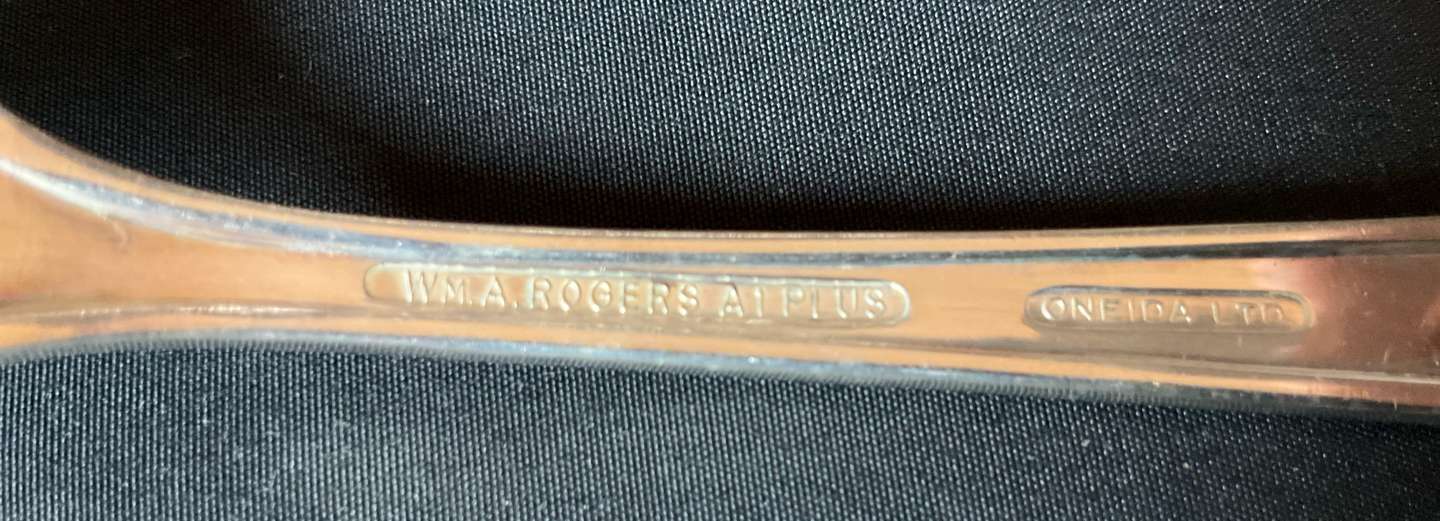 WM. A. ROGERS A1 PLUS
ONEIDA LTD.